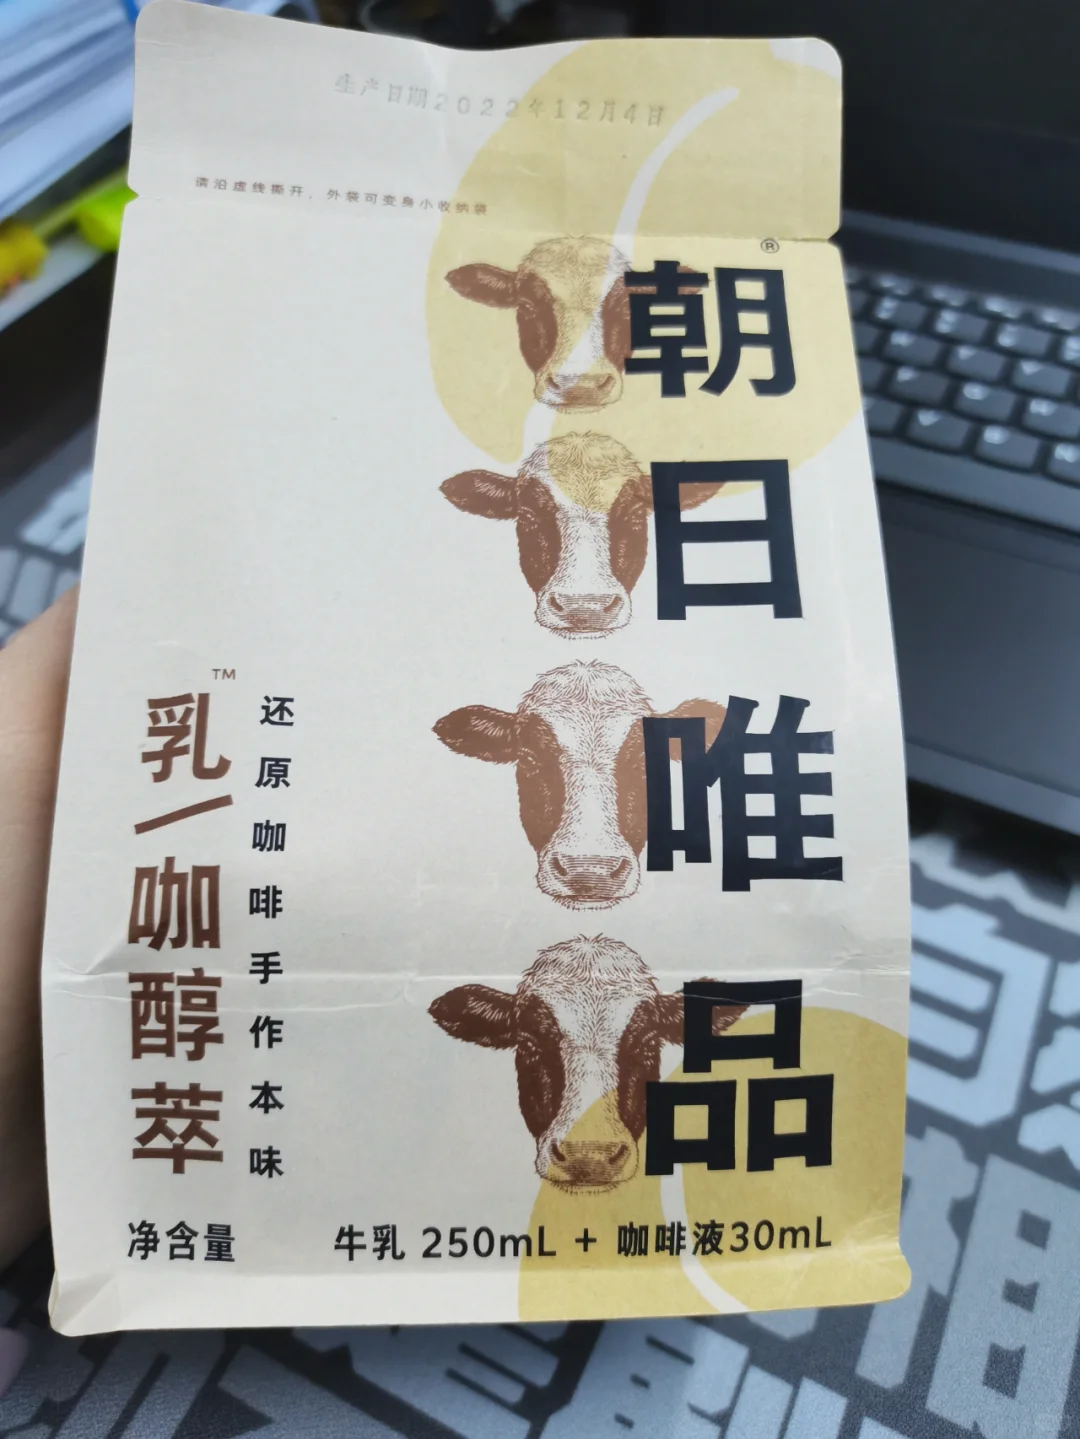 生产日期2022年12月4日
请沿虚线撕开，外袋可变身小收纳袋
朝日唯品®
乳/咖醇萃™
还原咖啡手作本味
净含量 牛乳 250mL + 咖啡液30mL